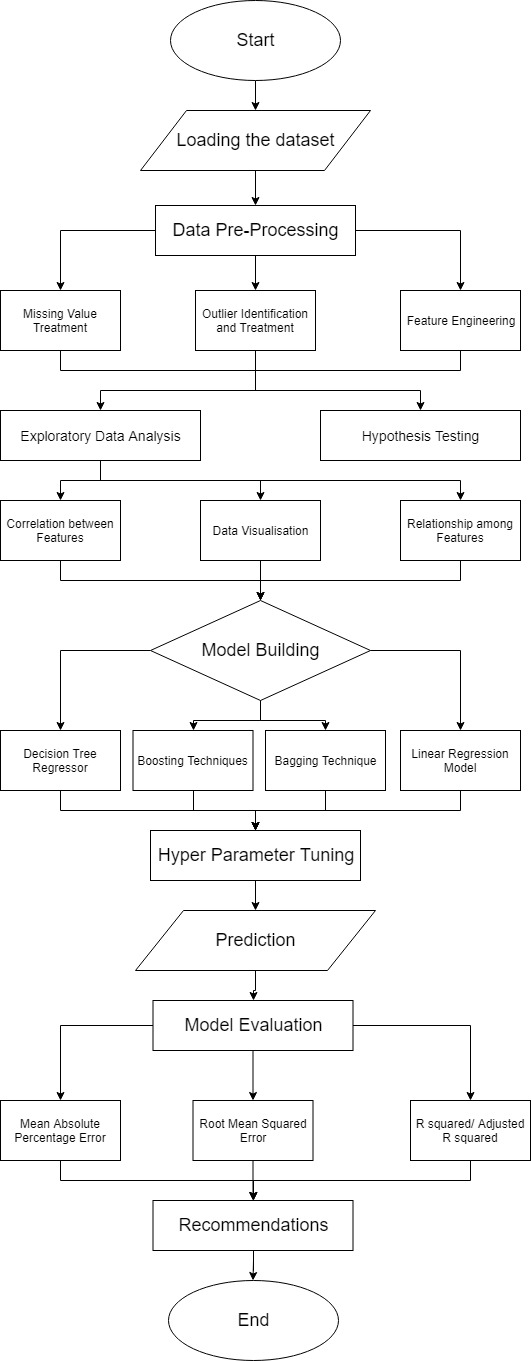 Start
Loading the dataset
Data Pre-Processing
Missing Value
Treatment
Outlier Identification
and Treatment
Feature Engineering
Exploratory Data Analysis
Hypothesis Testing
Correlation between
Features
Data Visualisation
Relationship among
Features
Model Building
Decision Tree
Regressor
Boosting Techniques
Bagging Technique
Linear Regression
Model
Hyper Parameter Tuning
Prediction
Model Evaluation
Mean Absolute
Percentage Error
Root Mean Squared
Error
R squared/ Adjusted
R squared
Recommendations
End